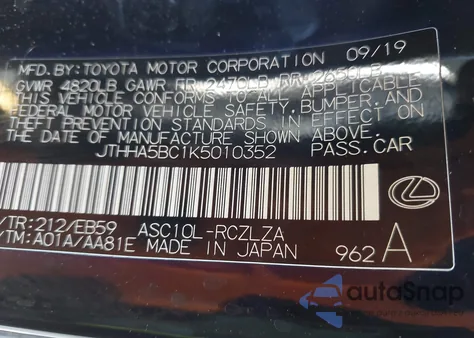 MFD.BY:TOYOTA MOTOR CORPORATION 09/19
GVWR 4820LB GAWR FR 2470LB RR 2650LB
THIS VEHICLE CONFORMS TO ALL APPLICABLE
FEDERAL MOTOR VEHICLE SAFETY, BUMPER, AND
THEFT PREVENTION STANDARDS IN EFFECT ON THE
DATE OF MANUFACTURE SHOWN ABOVE.
JTHHA5BC1K5010352 PASS.CAR
/TR:212/EB59 ASC10L-RCZLZA
/TM:A01A/AA81E MADE IN JAPAN 962 A
autoSnap